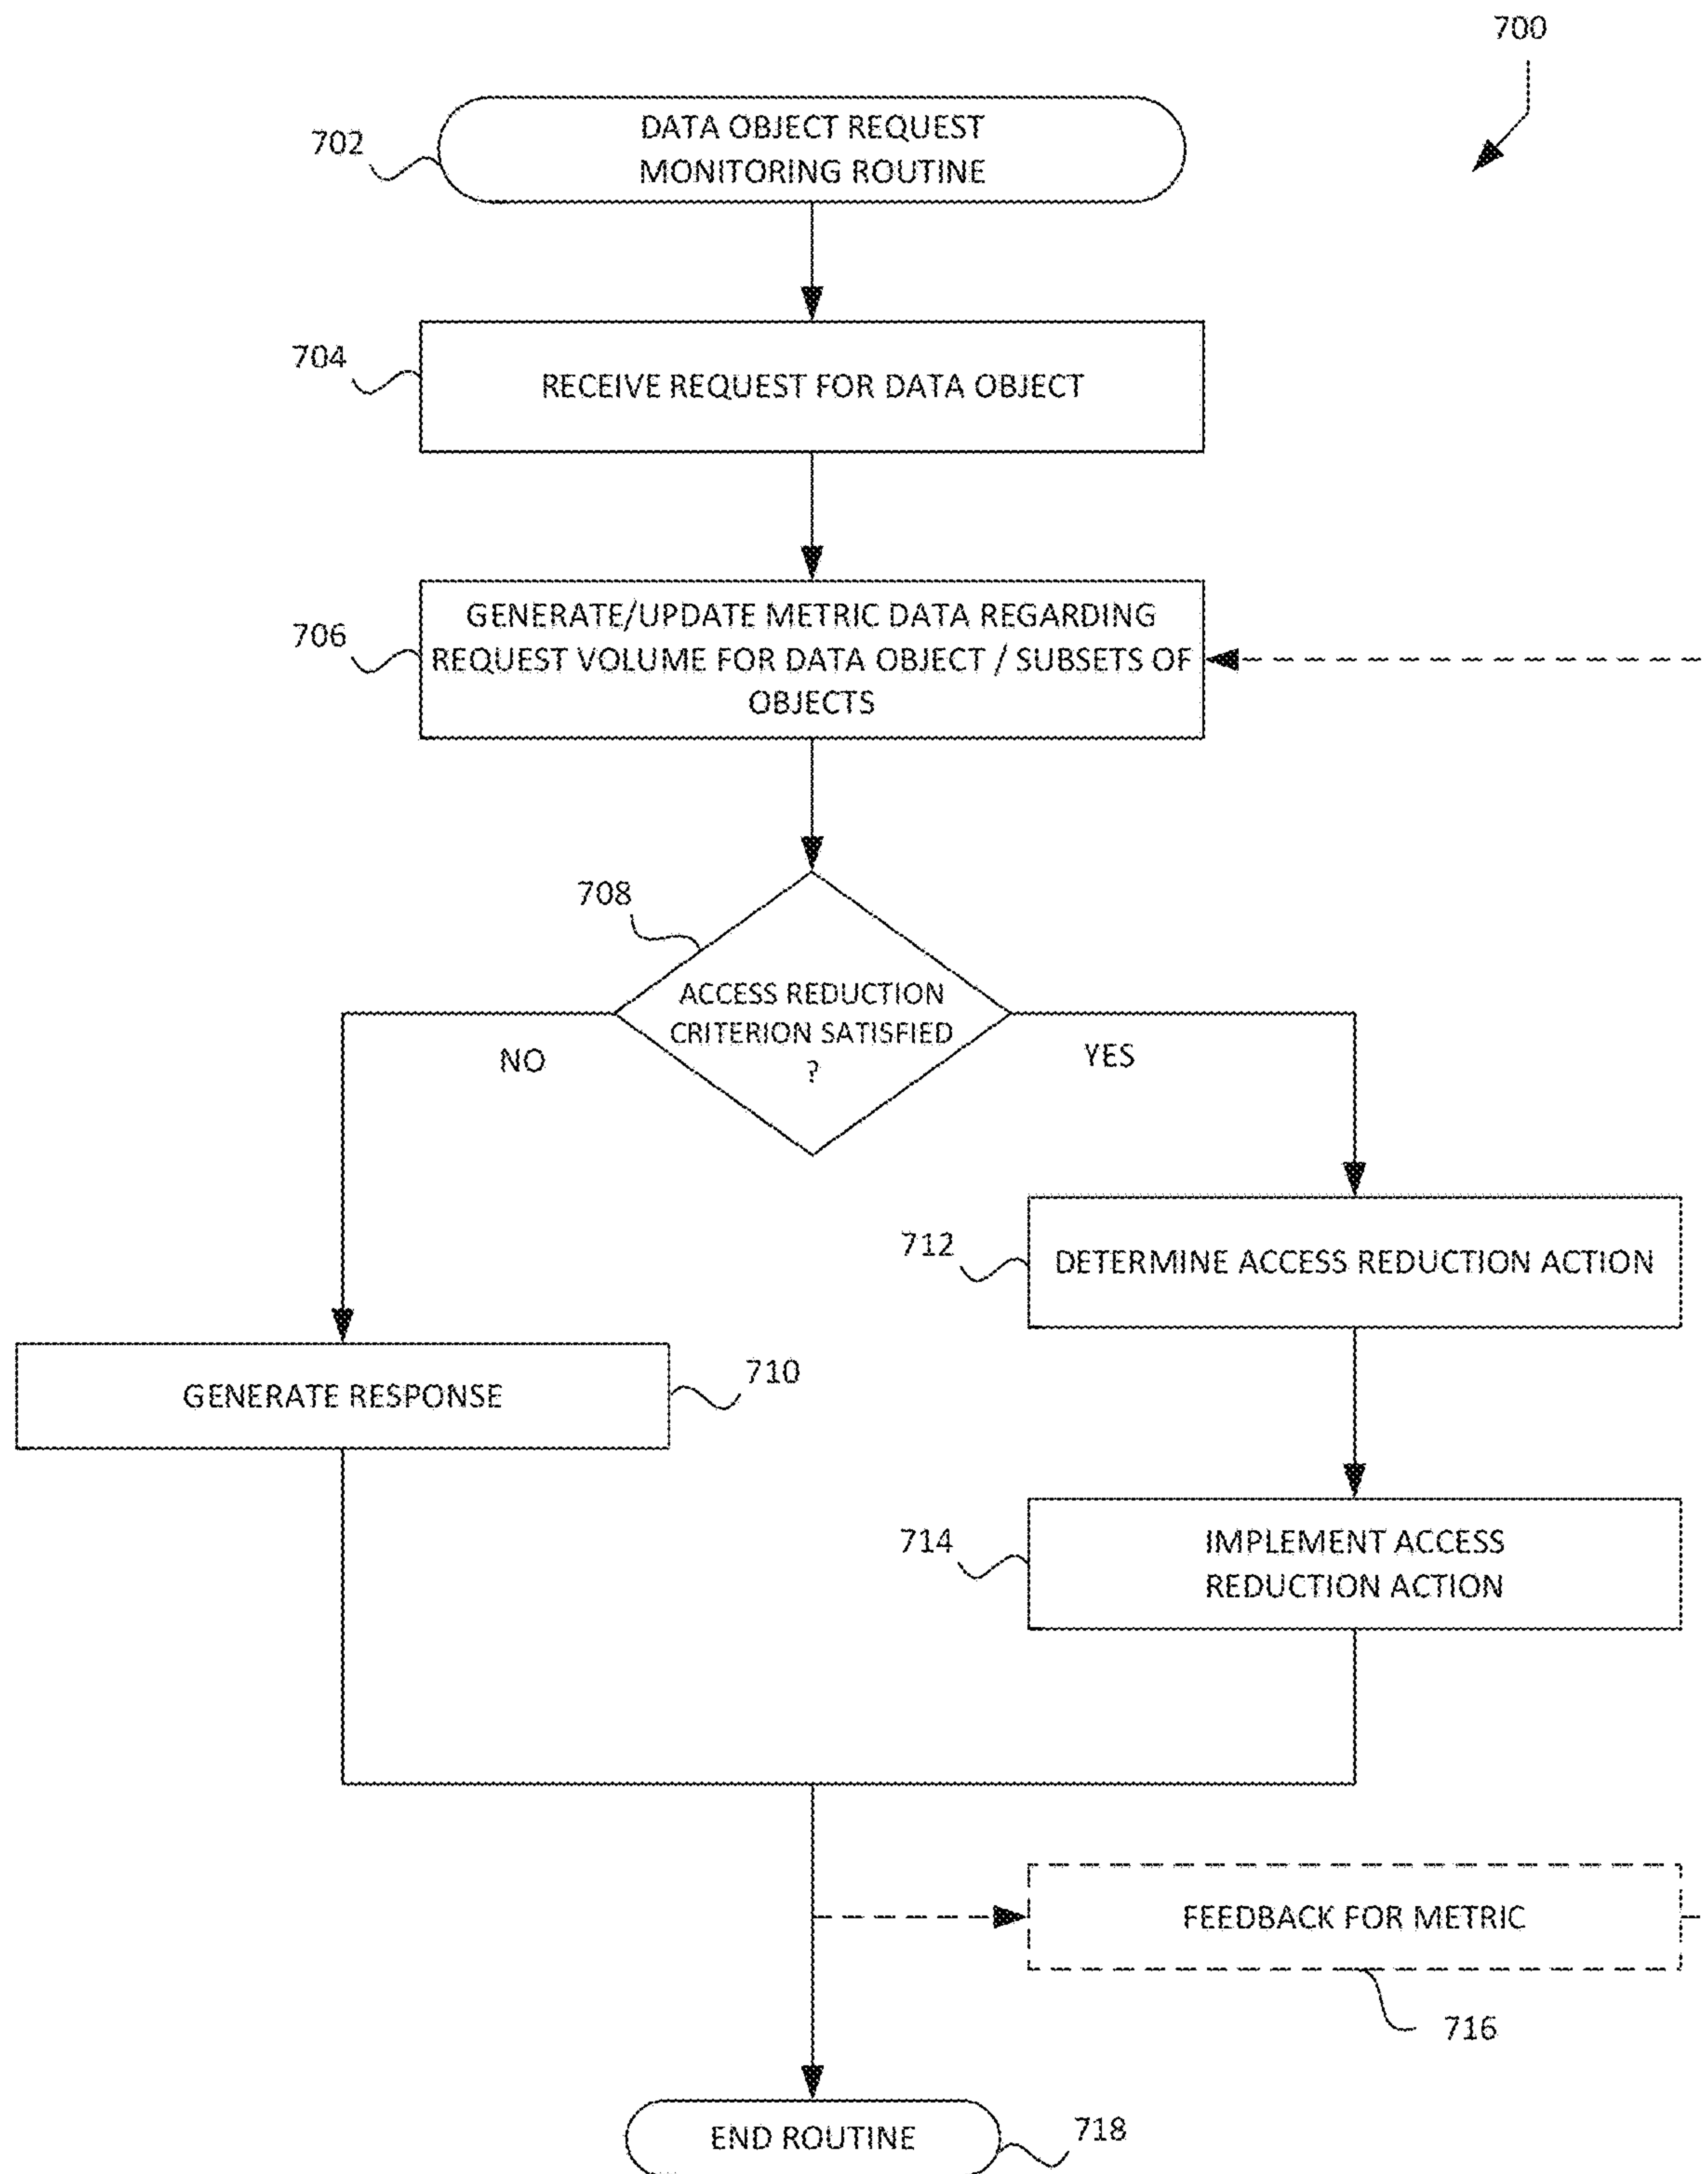 700
702
DATA OBJECT REQUEST
MONITORING ROUTINE
704
RECEIVE REQUEST FOR DATA OBJECT
706
GENERATE/UPDATE METRIC DATA REGARDING
REQUEST VOLUME FOR DATA OBJECT / SUBSETS OF
OBJECTS
708
ACCESS REDUCTION
CRITERION SATISFIED
?
NO
YES
712
DETERMINE ACCESS REDUCTION ACTION
GENERATE RESPONSE
710
714
IMPLEMENT ACCESS
REDUCTION ACTION
FEEDBACK FOR METRIC
716
END ROUTINE
718